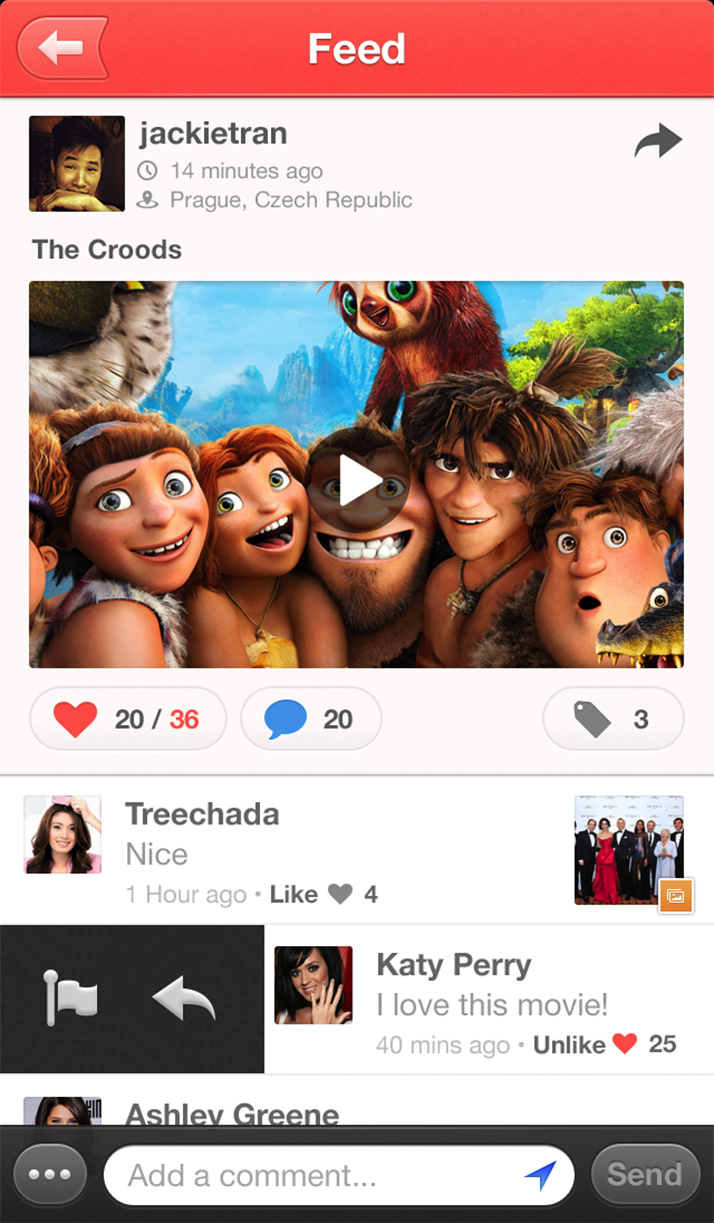 Feed
jackietran
14 minutes ago
Prague, Czech Republic
The Croods
20 / 36
20
3
Treechada
Nice
1 Hour ago • Like 4
Katy Perry
I love this movie!
40 mins ago • Unlike 25
Ashley Greene
Add a comment...
Send